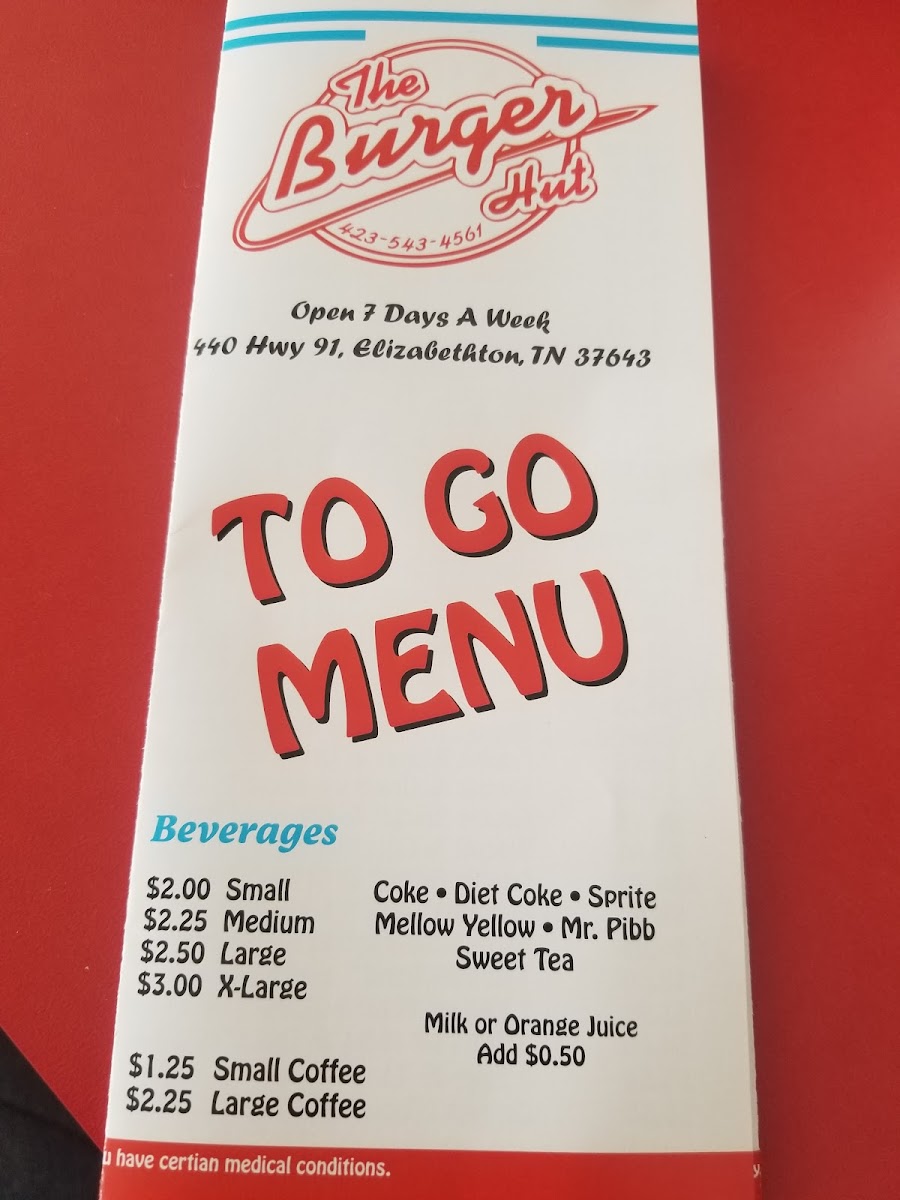 The
Burger
Hut
423-543-4561
Open 7 Days A Week
440 Hwy 91, Elizabethton, TN 37643
TO GO
MENU
Beverages
$2.00 Small
$2.25 Medium
$2.50 Large
$3.00 X-Large
Coke • Diet Coke • Sprite
Mellow Yellow • Mr. Pibb
Sweet Tea
Milk or Orange Juice
Add $0.50
$1.25 Small Coffee
$2.25 Large Coffee
have certian medical conditions.